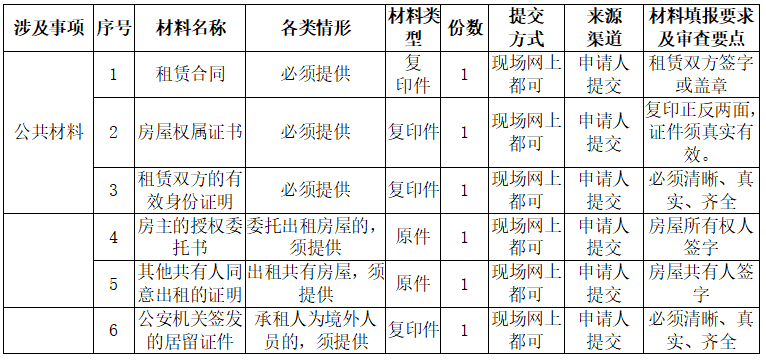 涉及事项 序号 材料名称 各类情形 材料类型 份数 提交方式 来源渠道 材料填报要求及审查要点
公共材料 1 租赁合同 必须提供 复印件 1 现场网上都可 申请人提交 租赁双方签字或盖章
2 房屋权属证书 必须提供 复印件 1 现场网上都可 申请人提交 复印正反两面，证件须真实有效。
3 租赁双方的有效身份证明 必须提供 复印件 1 现场网上都可 申请人提交 必须清晰、真实、齐全
4 房主的授权委托书 委托出租房屋的，须提供 原件 1 现场网上都可 申请人提交 房屋所有权人签字
5 其他共有人同意出租的证明 出租共有房屋，须提供 原件 1 现场网上都可 申请人提交 房屋共有人签字
6 公安机关签发的居留证件 承租人为境外人员的，须提供 复印件 1 现场网上都可 申请人提交 必须清晰、真实、齐全